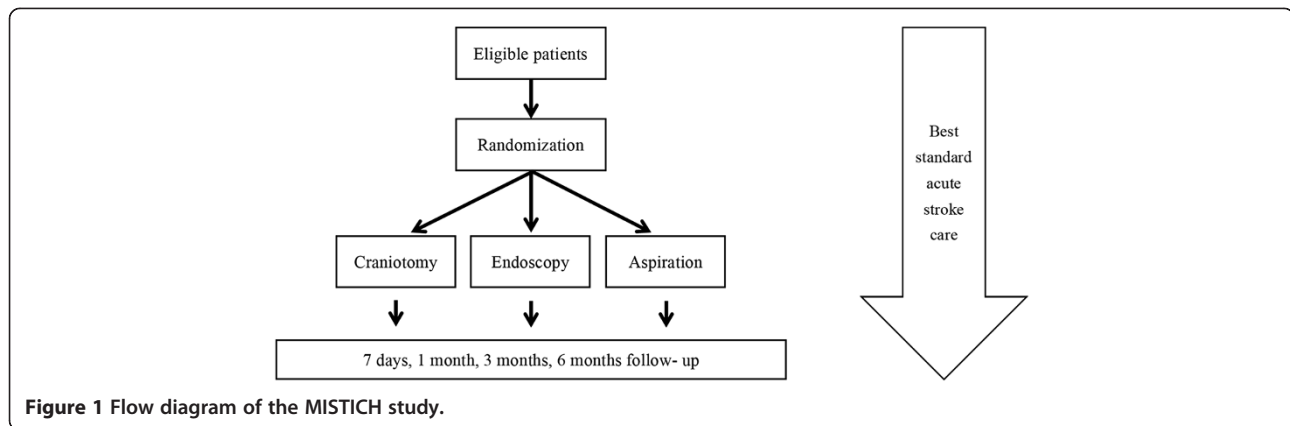 Eligible patients
Randomization
Craniotomy
Endoscopy
Aspiration
7 days, 1 month, 3 months, 6 months follow- up
Best
standard
acute
stroke
care
Figure 1 Flow diagram of the MISTICH study.